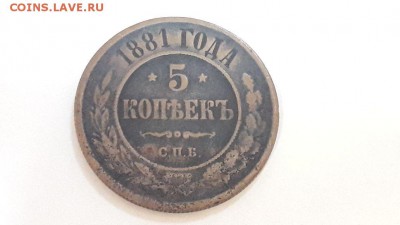 COINS.LAVE.RU
1881 ГОДА
5
КОПѢЕКЪ
С.П.Б.